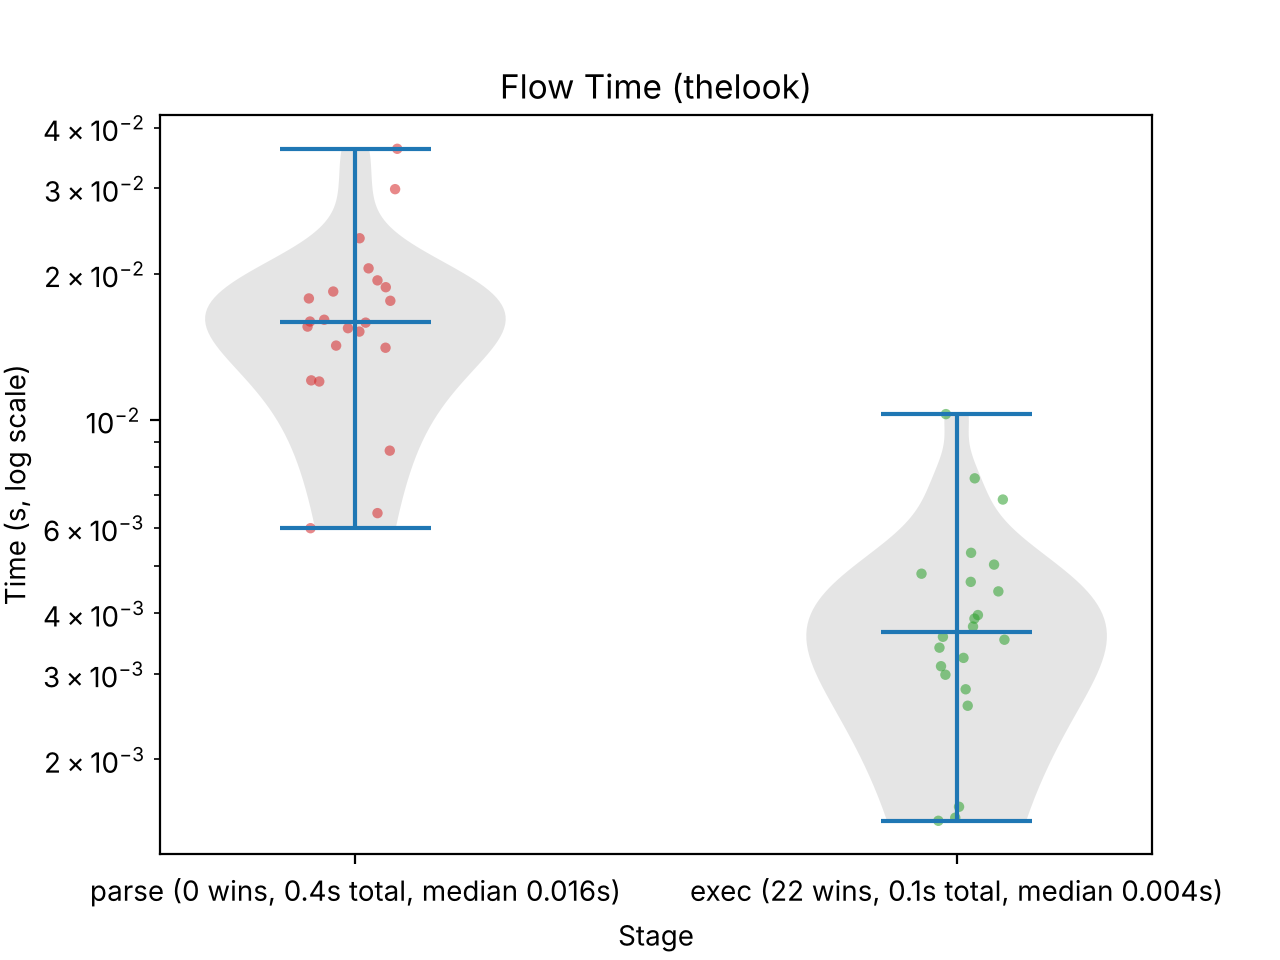 Flow Time (thelook)
4 × 10⁻²
3 × 10⁻²
2 × 10⁻²
10⁻²
6 × 10⁻³
4 × 10⁻³
3 × 10⁻³
2 × 10⁻³
Time (s, log scale)
parse (0 wins, 0.4s total, median 0.016s)
exec (22 wins, 0.1s total, median 0.004s)
Stage